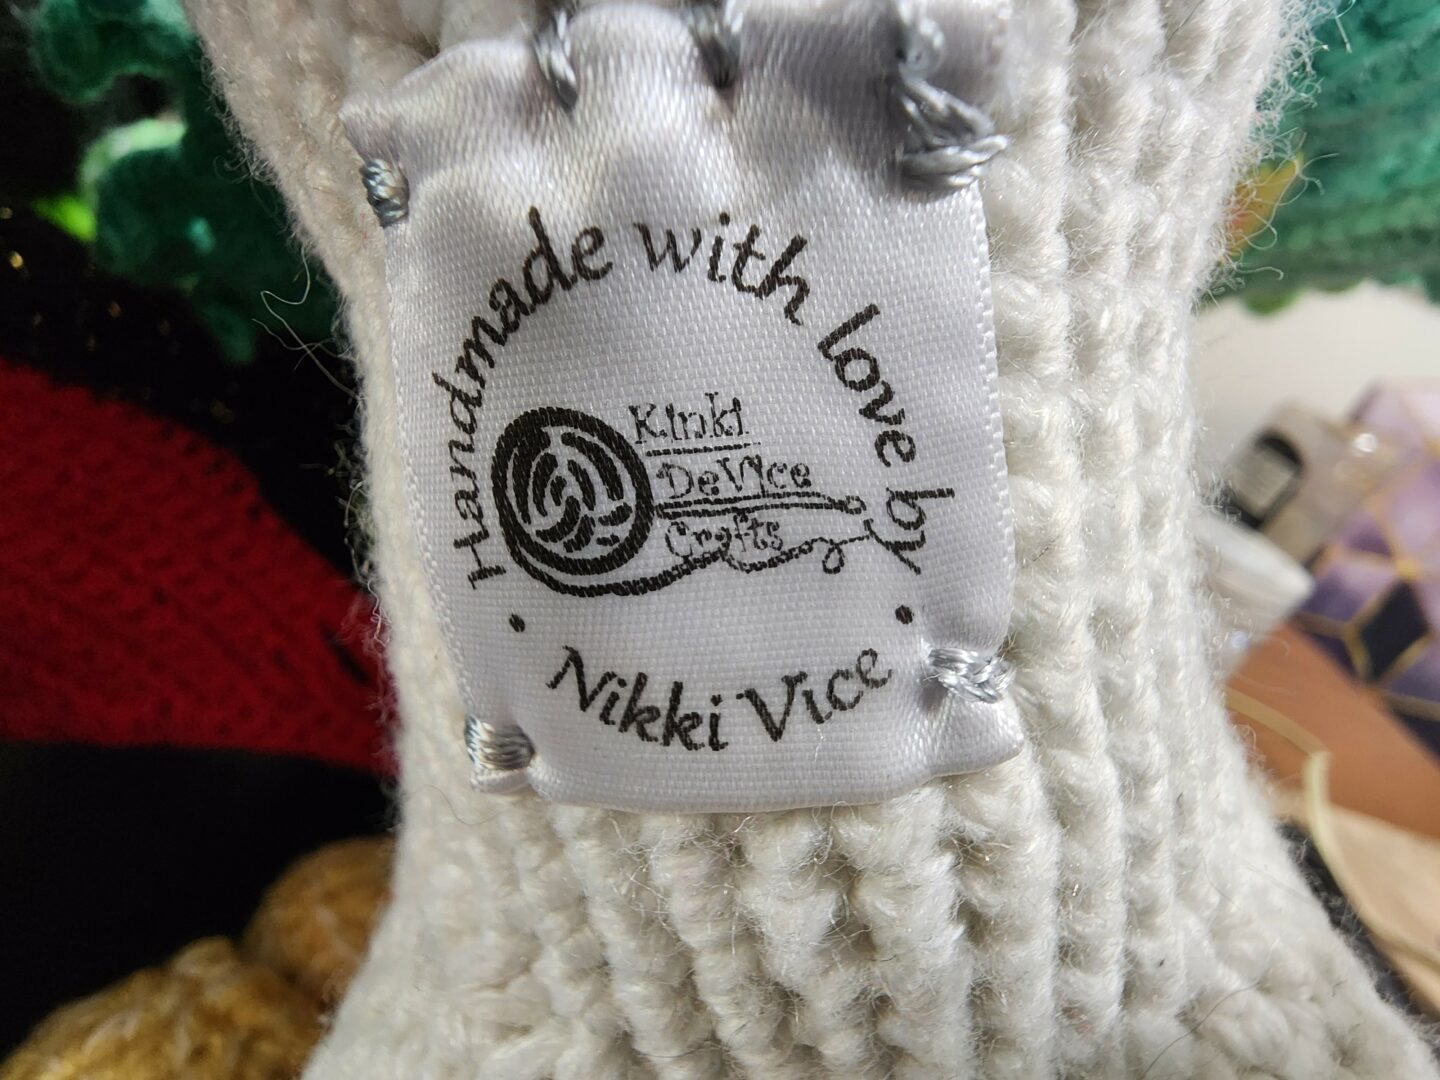 Handmade with love by
Kinki
DeVice
Crafts
• Nikki Vice •